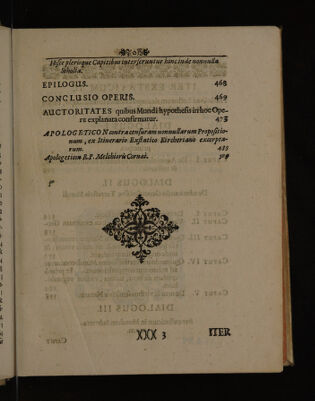 Hisce plerisque Capitibus interseruntur hinc inde nonnulla
Scholia.
EPILOGUS. 468
CONCLUSIO OPERIS. 469
AUCTORITATES quibus Mundi hypothesis in hoc Ope-
re explanata confirmatur. 473
APOLOGETICON contra censuram nonnullarum Propositio-
num, ex Itinerario Exstatico Kircheriano excerpta-
rum. 485
Apologeticon R.P. Melchioris Cornæi.
XXX 3
ITER